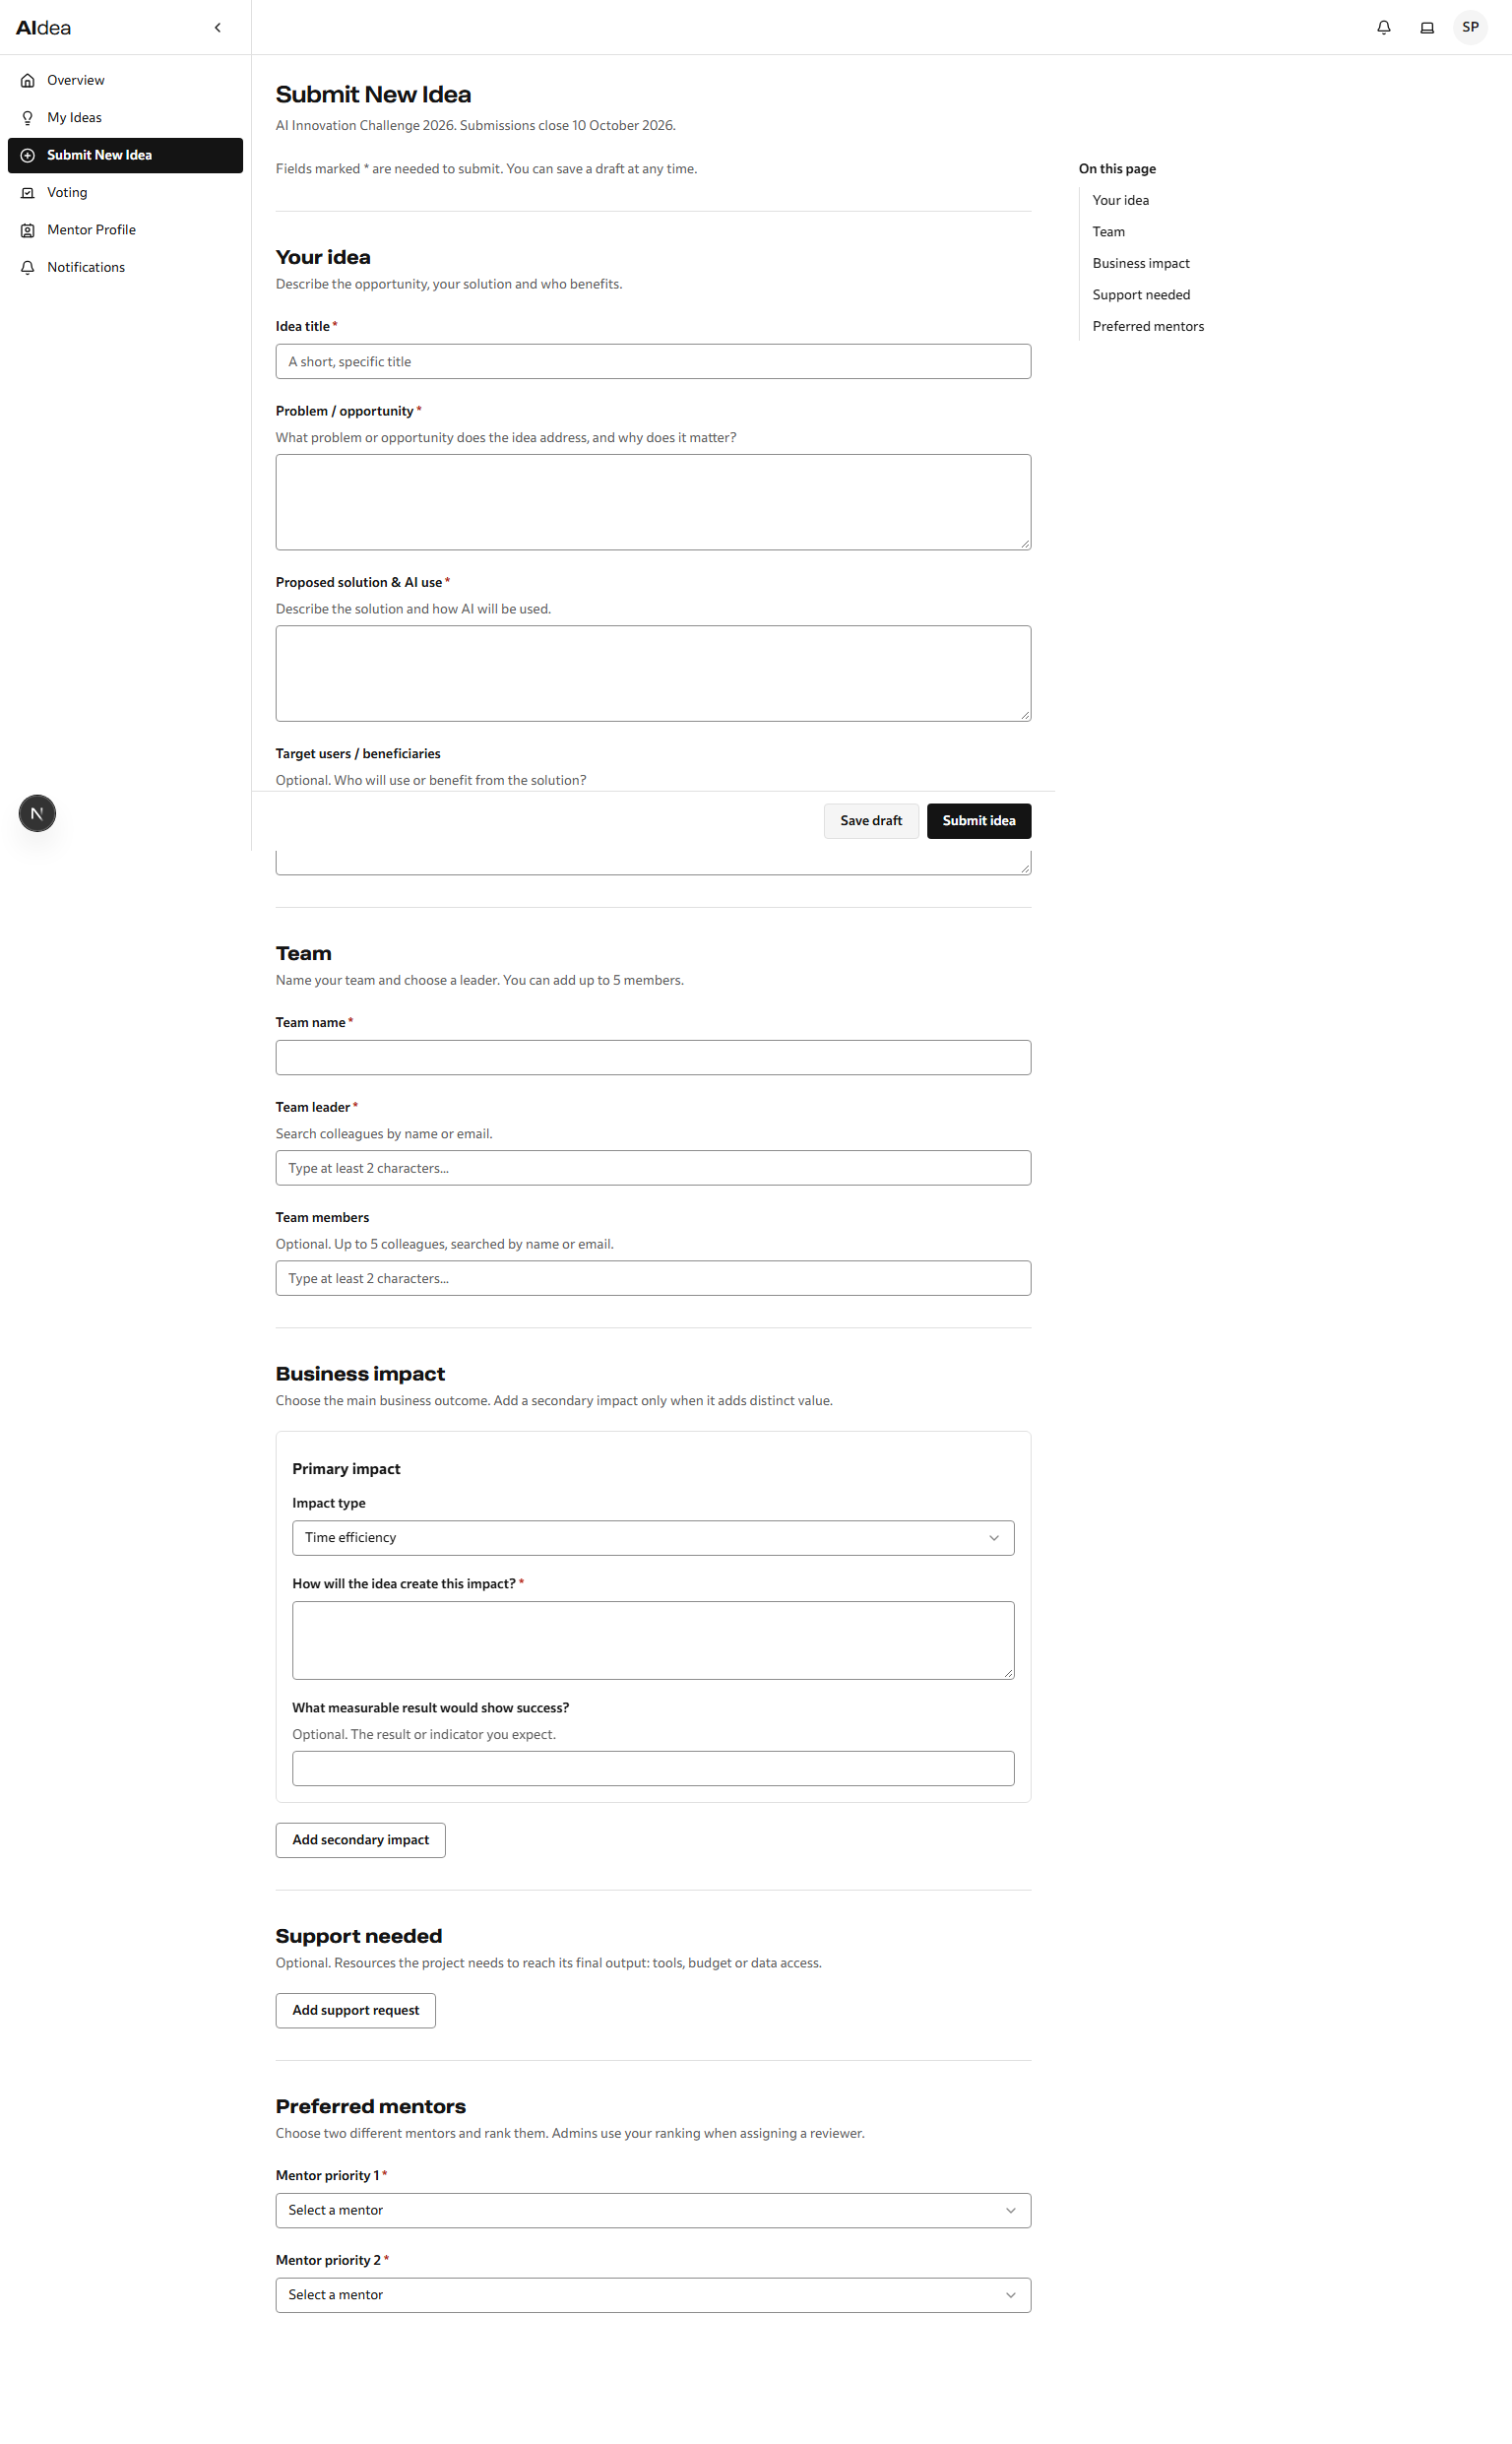 AIdea
SP
Overview
My Ideas
Submit New Idea
Voting
Mentor Profile
Notifications
Submit New Idea
AI Innovation Challenge 2026. Submissions close 10 October 2026.
Fields marked * are needed to submit. You can save a draft at any time.
On this page
Your idea
Team
Business impact
Support needed
Preferred mentors
Your idea
Describe the opportunity, your solution and who benefits.
Idea title *
A short, specific title
Problem / opportunity *
What problem or opportunity does the idea address, and why does it matter?
Proposed solution & AI use *
Describe the solution and how AI will be used.
Target users / beneficiaries
Optional. Who will use or benefit from the solution?
N
Save draft
Submit idea
Team
Name your team and choose a leader. You can add up to 5 members.
Team name *
Team leader *
Search colleagues by name or email.
Type at least 2 characters...
Team members
Optional. Up to 5 colleagues, searched by name or email.
Type at least 2 characters...
Business impact
Choose the main business outcome. Add a secondary impact only when it adds distinct value.
Primary impact
Impact type
Time efficiency
How will the idea create this impact? *
What measurable result would show success?
Optional. The result or indicator you expect.
Add secondary impact
Support needed
Optional. Resources the project needs to reach its final output: tools, budget or data access.
Add support request
Preferred mentors
Choose two different mentors and rank them. Admins use your ranking when assigning a reviewer.
Mentor priority 1 *
Select a mentor
Mentor priority 2 *
Select a mentor